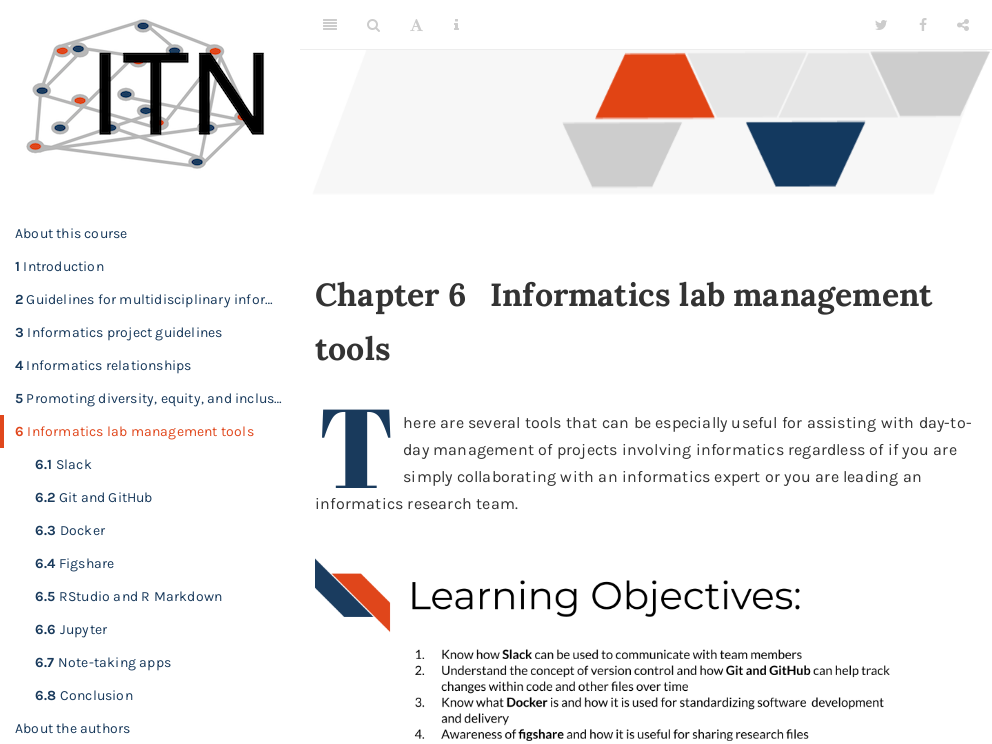 ITN
About this course
1 Introduction
2 Guidelines for multidisciplinary infor...
3 Informatics project guidelines
4 Informatics relationships
5 Promoting diversity, equity, and inclus...
6 Informatics lab management tools
6.1 Slack
6.2 Git and GitHub
6.3 Docker
6.4 Figshare
6.5 RStudio and R Markdown
6.6 Jupyter
6.7 Note-taking apps
6.8 Conclusion
About the authors
A
Chapter 6 Informatics lab management
tools
There are several tools that can be especially useful for assisting with day-to-
day management of projects involving informatics regardless of if you are
simply collaborating with an informatics expert or you are leading an
informatics research team.
Learning Objectives:
1. Know how Slack can be used to communicate with team members
2. Understand the concept of version control and how Git and GitHub can help track
changes within code and other files over time
3. Know what Docker is and how it is used for standardizing software development
and delivery
4. Awareness of figshare and how it is useful for sharing research files